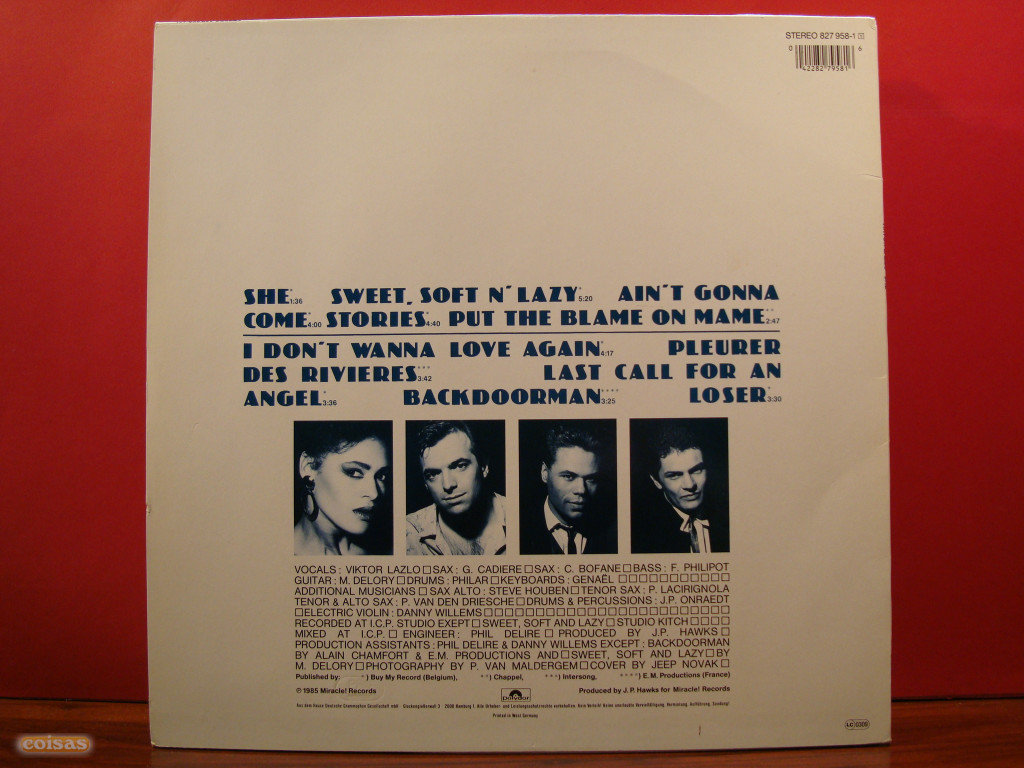 STEREO 827 958-1
0 42282 79581 6
SHE* 1:36 SWEET, SOFT N' LAZY* 5:20 AIN'T GONNA
COME* 4:00 STORIES* 4:40 PUT THE BLAME ON MAME** 2:47
I DON'T WANNA LOVE AGAIN* 4:17 PLEURER
DES RIVIERES*** 3:42 LAST CALL FOR AN
ANGEL* 3:36 BACKDOORMAN**** 3:25 LOSER* 3:30
VOCALS : VIKTOR LAZLO □ SAX : G. CADIERE □ SAX : C. BOFANE □ BASS : F. PHILIPOT
GUITAR : M. DELORY □ DRUMS : PHILAR □ KEYBOARDS : GENAËL □□□□□□□□□□□
ADDITIONAL MUSICIANS □ SAX ALTO : STEVE HOUBEN □ TENOR SAX : P. LACIRIGNOLA
TENOR & ALTO SAX : P. VAN DEN DRIESCHE □ DRUMS & PERCUSSIONS : J.P. ONRAEDT
□ ELECTRIC VIOLIN : DANNY WILLEMS □□□□□□□□□□□□□□□□□□□□□□□□
RECORDED AT I.C.P. STUDIO EXEPT □ SWEET, SOFT AND LAZY □ STUDIO KITCH □□□□
MIXED AT I.C.P. □ ENGINEER : PHIL DELIRE □ PRODUCED BY J.P. HAWKS □
PRODUCTION ASSISTANTS : PHIL DELIRE & DANNY WILLEMS EXCEPT : BACKDOORMAN
BY ALAIN CHAMFORT & E.M. PRODUCTIONS AND □ SWEET, SOFT AND LAZY □ BY
M. DELORY □ PHOTOGRAPHY BY P. VAN MALDERGEM □ COVER BY JEEP NOVAK □
Published by: *) Buy My Record (Belgium), **) Chappel, ***) Intersong, ****) E.M. Productions (France)
℗ 1985 Miracle! Records
Polydor
Produced by J.P. Hawks for Miracle! Records
Printed in West Germany
LC 0309
coisas